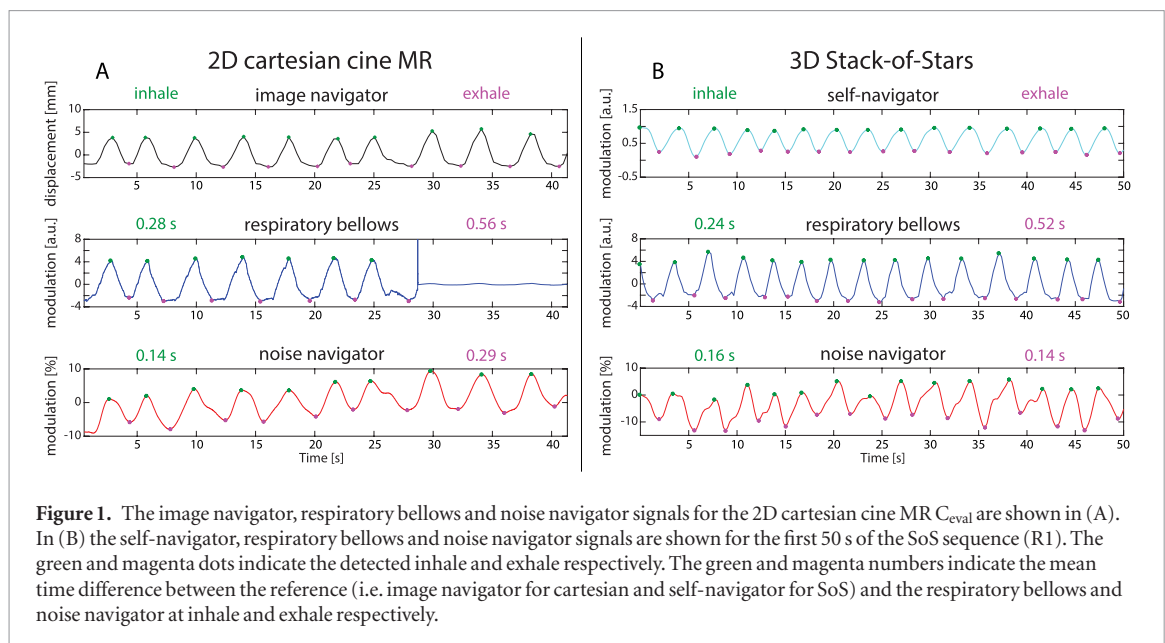 2D cartesian cine MR
A
inhale image navigator exhale
displacement [mm]
10
5
0
-5
5 10 15 20 25 30 35 40
0.28 s respiratory bellows 0.56 s
modulation [a.u.]
8
4
0
-4
5 10 15 20 25 30 35 40
0.14 s noise navigator 0.29 s
modulation [%]
10
0
-10
5 10 15 20 25 30 35 40
Time [s]
3D Stack-of-Stars
B
inhale self-navigator exhale
modulation [a.u.]
1.5
0.5
-0.5
5 10 15 20 25 30 35 40 45 50
0.24 s respiratory bellows 0.52 s
modulation [a.u.]
8
4
0
-4
5 10 15 20 25 30 35 40 45 50
0.16 s noise navigator 0.14 s
modulation [%]
10
0
-10
5 10 15 20 25 30 35 40 45 50
Time [s]
Figure 1. The image navigator, respiratory bellows and noise navigator signals for the 2D cartesian cine MR Ceval are shown in (A).
In (B) the self-navigator, respiratory bellows and noise navigator signals are shown for the first 50 s of the SoS sequence (R1). The
green and magenta dots indicate the detected inhale and exhale respectively. The green and magenta numbers indicate the mean
time difference between the reference (i.e. image navigator for cartesian and self-navigator for SoS) and the respiratory bellows and
noise navigator at inhale and exhale respectively.